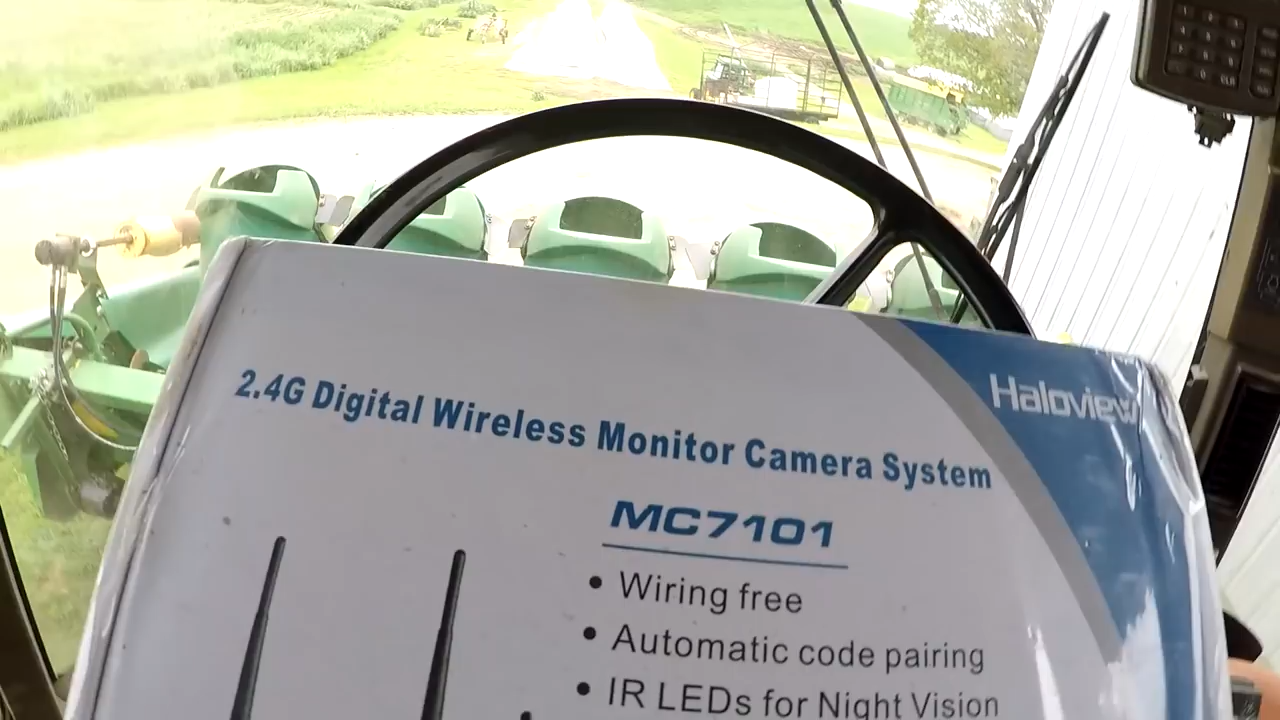 Haloview
2.4G Digital Wireless Monitor Camera System
MC7101
• Wiring free
• Automatic code pairing
• IR LEDs for Night Vision